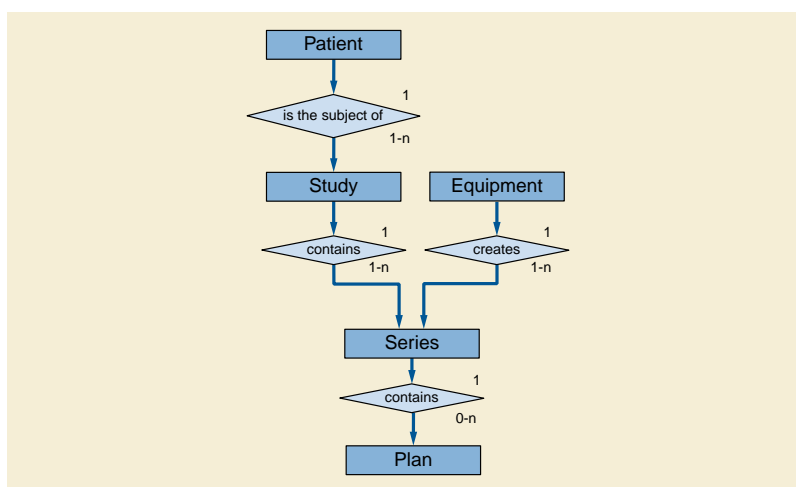 Patient
1
is the subject of
1-n
Study
Equipment
1
1
contains
creates
1-n
1-n
Series
1
contains
0-n
Plan